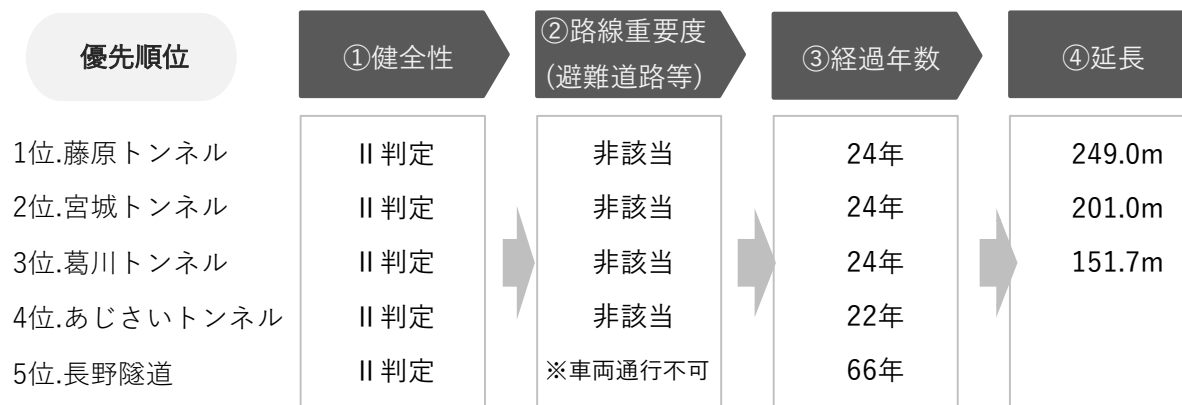 優先順位
①健全性
②路線重要度
(避難道路等)
③経過年数
④延長
1位.藤原トンネル Ⅱ判定 非該当 24年 249.0m
2位.宮城トンネル Ⅱ判定 非該当 24年 201.0m
3位.葛川トンネル Ⅱ判定 非該当 24年 151.7m
4位.あじさいトンネル Ⅱ判定 非該当 22年
5位.長野隧道 Ⅱ判定 ※車両通行不可 66年